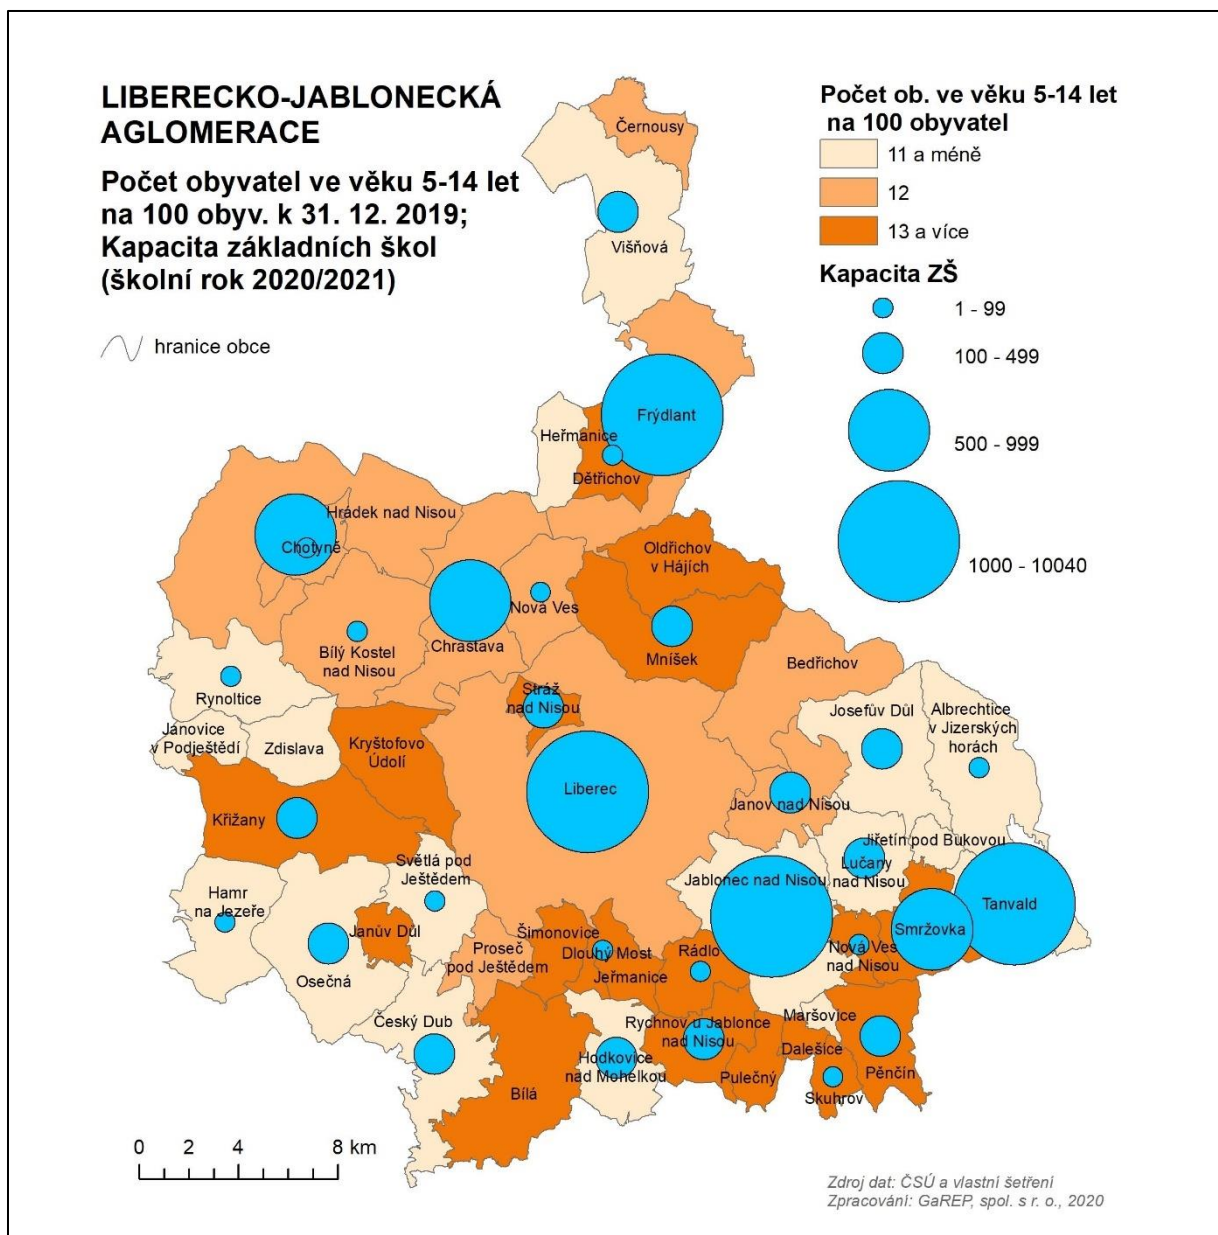 LIBERECKO-JABLONECKÁ
AGLOMERACE
Počet obyvatel ve věku 5-14 let
na 100 obyv. k 31. 12. 2019;
Kapacita základních škol
(školní rok 2020/2021)
hranice obce
Počet ob. ve věku 5-14 let
na 100 obyvatel
11 a méně
12
13 a více
Kapacita ZŠ
1 - 99
100 - 499
500 - 999
1000 - 10040
Černousy
Višňová
Frýdlant
Heřmanice
Dětřichov
Hrádek nad Nisou
Chotyně
Oldřichov
v Hájích
Nová Ves
Chrastava
Bílý Kostel
nad Nisou
Mníšek
Bedřichov
Rynoltice
Stráž
nad Nisou
Josefův Důl
Albrechtice
v Jizerských
horách
Janovice
v Podještědí
Zdislava
Kryštofovo
Údolí
Liberec
Janov nad Nisou
Křižany
Jiřetín pod Bukovou
Lučany
nad Nisou
Světlá pod
Ještědem
Jablonec nad Nisou
Hamr
na Jezeře
Tanvald
Smržovka
Janův Důl
Šimonovice
Proseč
pod Ještědem
Dlouhý Most
Rádlo
Nová Ves
nad Nisou
Jeřmanice
Osečná
Český Dub
Maršovice
Rychnov u Jablonce
nad Nisou
Dalešice
Hodkovice
nad Mohelkou
Pulečný
Pěnčín
Bílá
Skuhrov
0 2 4 8 km
Zdroj dat: ČSÚ a vlastní šetření
Zpracování: GaREP, spol. s r. o., 2020